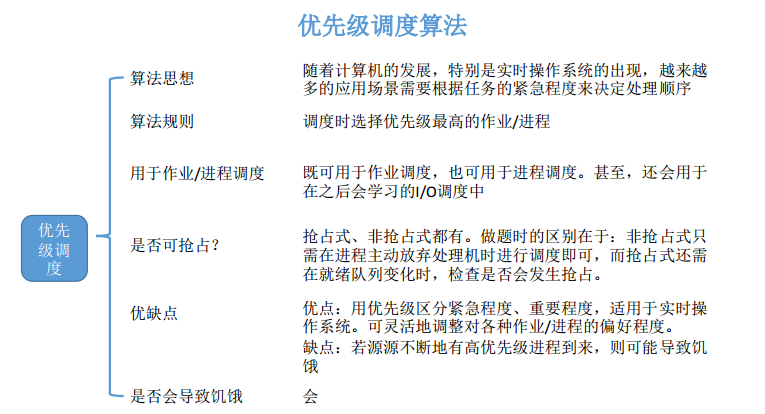 优先级调度算法
算法思想
随着计算机的发展，特别是实时操作系统的出现，越来越
多的应用场景需要根据任务的紧急程度来决定处理顺序
算法规则
调度时选择优先级最高的作业/进程
用于作业/进程调度
既可用于作业调度，也可用于进程调度。甚至，还会用于
在之后会学习的I/O调度中
优先
级调
度
是否可抢占？
抢占式、非抢占式都有。做题时的区别在于：非抢占式只
需在进程主动放弃处理机时进行调度即可，而抢占式还需
在就绪队列变化时，检查是否会发生抢占。
优缺点
优点：用优先级区分紧急程度、重要程度，适用于实时操
作系统。可灵活地调整对各种作业/进程的偏好程度。
缺点：若源源不断地有高优先级进程到来，则可能导致饥
饿
是否会导致饥饿
会